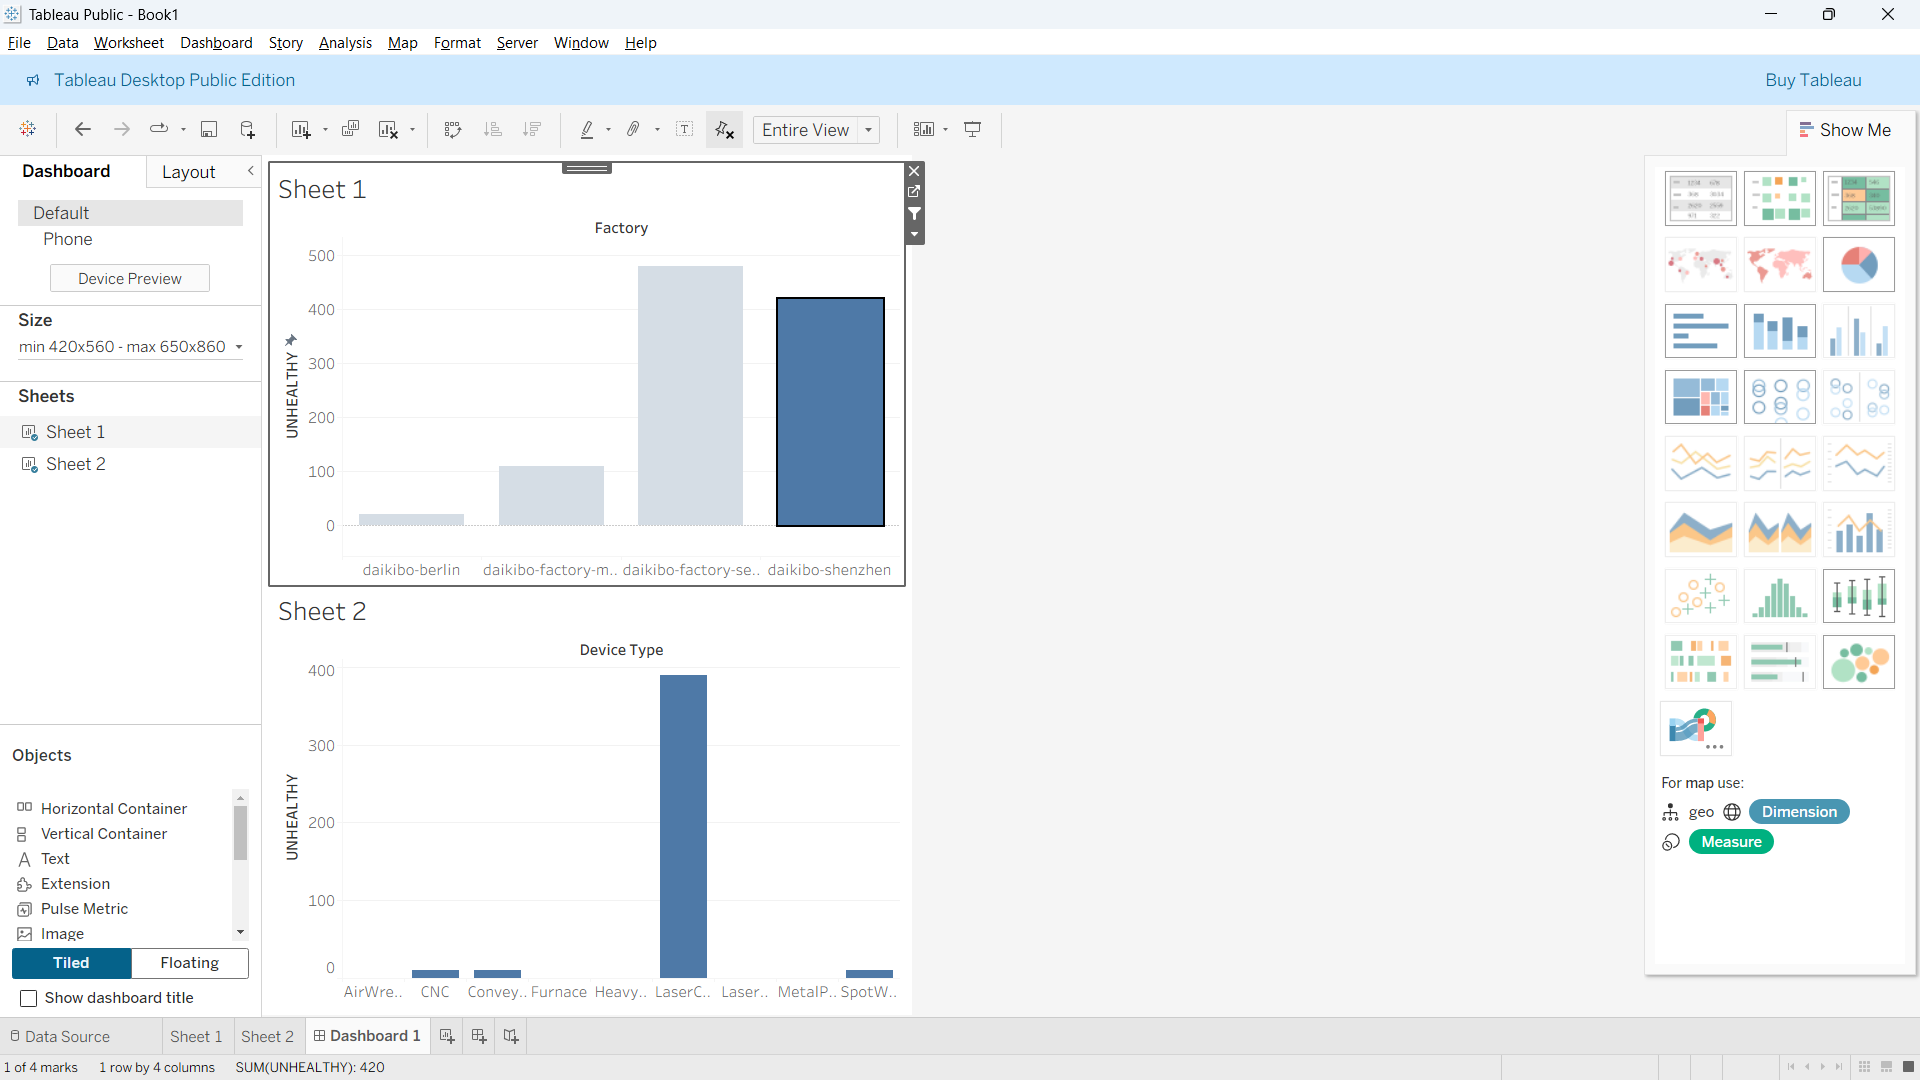 Tableau Public - Book1
File Data Worksheet Dashboard Story Analysis Map Format Server Window Help
Tableau Desktop Public Edition
Buy Tableau
Entire View
Show Me
Dashboard
Layout
Default
Phone
Device Preview
Size
min 420x560 - max 650x860
Sheets
Sheet 1
Sheet 2
Objects
Horizontal Container
Vertical Container
Text
Extension
Pulse Metric
Image
Tiled
Floating
Show dashboard title
Sheet 1
Factory
UNHEALTHY
500
400
300
200
100
0
daikibo-berlin
daikibo-factory-m..
daikibo-factory-se..
daikibo-shenzhen
Sheet 2
Device Type
UNHEALTHY
400
300
200
100
0
AirWre..
CNC
Convey..
Furnace
Heavy..
LaserC..
Laser..
MetalP..
SpotW..
For map use:
geo
Dimension
Measure
Data Source
Sheet 1
Sheet 2
Dashboard 1
1 of 4 marks
1 row by 4 columns
SUM(UNHEALTHY): 420